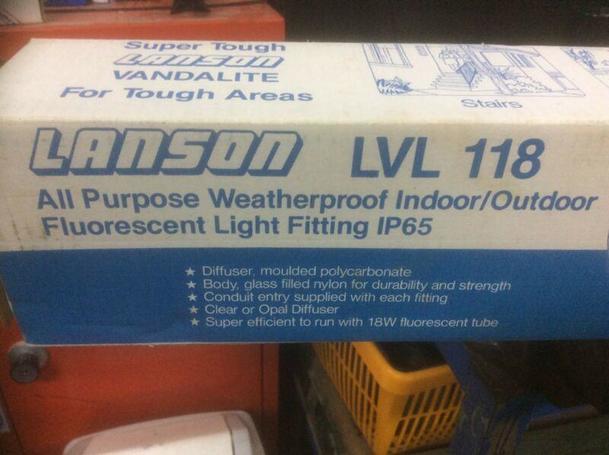 Super Tough
LANSON
VANDALITE
For Tough Areas
Stairs
LANSON LVL 118
All Purpose Weatherproof Indoor/Outdoor
Fluorescent Light Fitting IP65
★ Diffuser, moulded polycarbonate
★ Body, glass filled nylon for durability and strength
★ Conduit entry supplied with each fitting
★ Clear or Opal Diffuser
★ Super efficient to run with 18W fluorescent tube